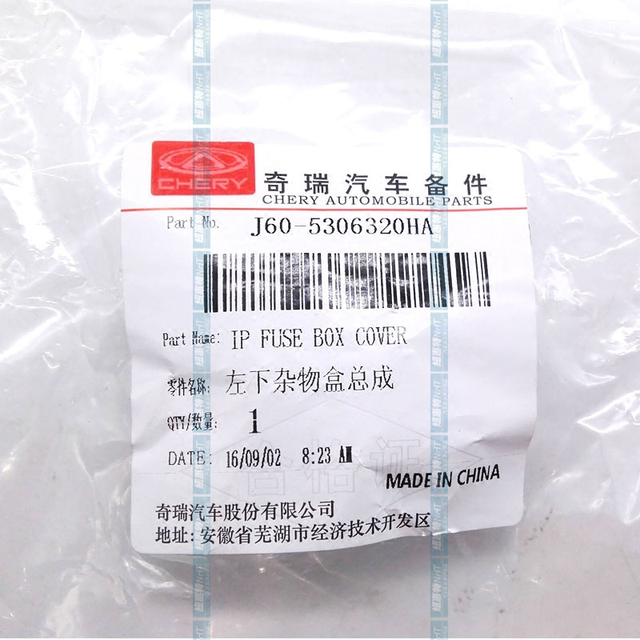 CHERY
奇瑞汽车备件
CHERY AUTOMOBILE PARTS
Part No. J60-5306320HA
Part Name: IP FUSE BOX COVER
零件名称: 左下杂物盒总成
QTY/数量: 1
DATE: 16/09/02 8:23 AM
合格证
MADE IN CHINA
奇瑞汽车股份有限公司
地址: 安徽省芜湖市经济技术开发区